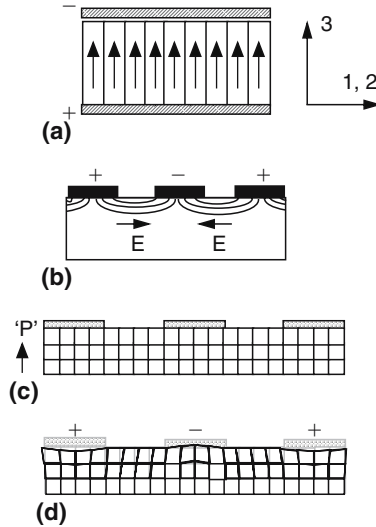 −
3
+
1, 2
(a)
+ − +
E E
(b)
'P'
(c)
+ − +
(d)